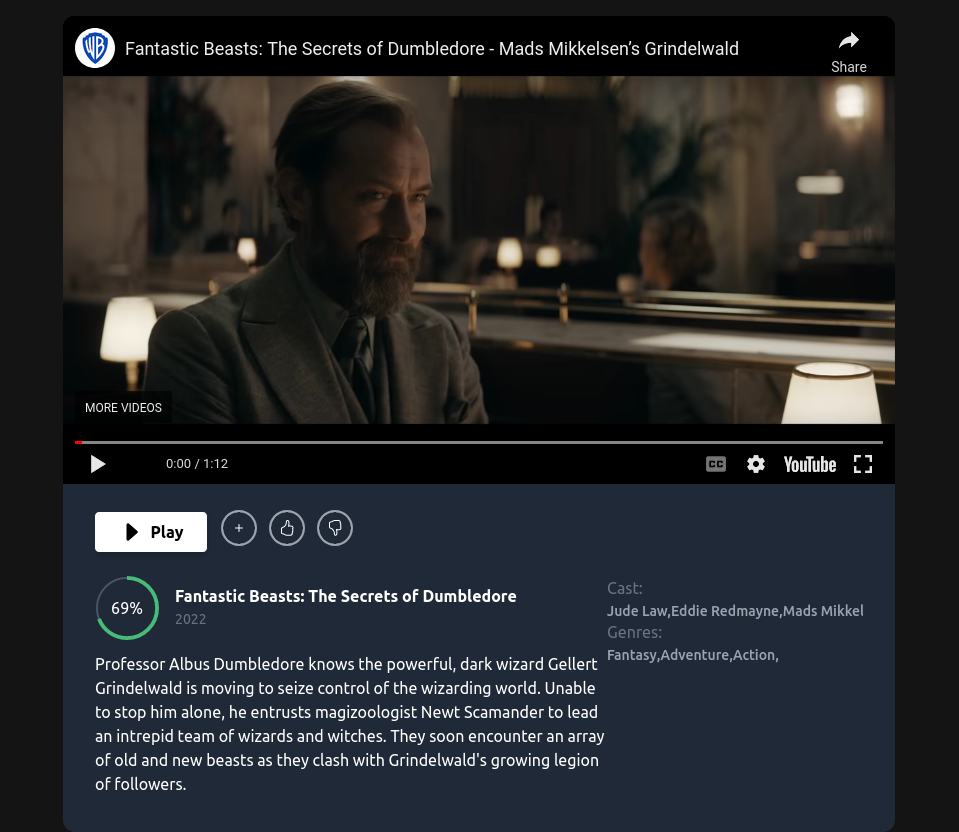 Fantastic Beasts: The Secrets of Dumbledore - Mads Mikkelsen’s Grindelwald
Share
MORE VIDEOS
0:00 / 1:12
CC
YouTube
Play
69%
Fantastic Beasts: The Secrets of Dumbledore
2022
Professor Albus Dumbledore knows the powerful, dark wizard Gellert
Grindelwald is moving to seize control of the wizarding world. Unable
to stop him alone, he entrusts magizoologist Newt Scamander to lead
an intrepid team of wizards and witches. They soon encounter an array
of old and new beasts as they clash with Grindelwald's growing legion
of followers.
Cast:
Jude Law,Eddie Redmayne,Mads Mikkel
Genres:
Fantasy,Adventure,Action,